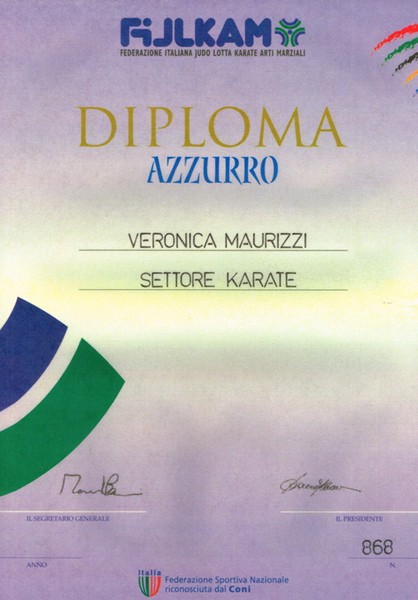 FIJLKAM
FEDERAZIONE ITALIANA JUDO LOTTA KARATE ARTI MARZIALI
DIPLOMA
AZZURRO
VERONICA MAURIZZI
SETTORE KARATE
IL SEGRETARIO GENERALE
IL PRESIDENTE
868
ANNO
N.
Italia
Federazione Sportiva Nazionale
riconosciuta dal Coni